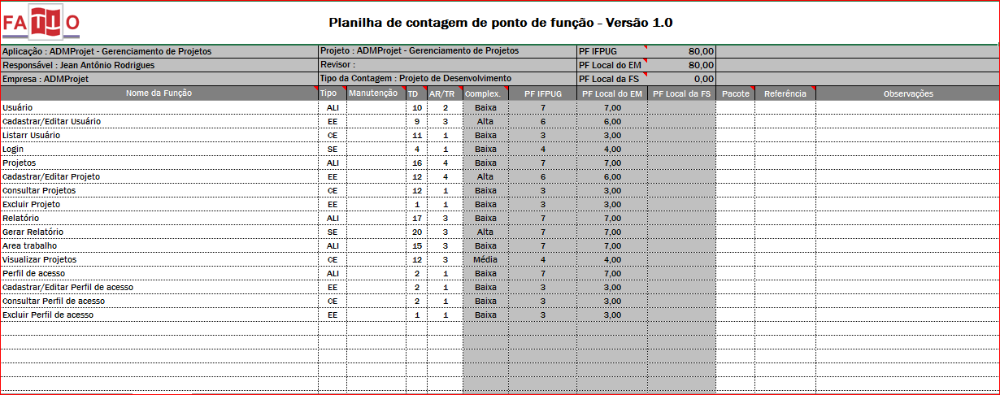 FATTO
Planilha de contagem de ponto de função - Versão 1.0
Aplicação : ADMProjet - Gerenciamento de Projetos Projeto : ADMProjet - Gerenciamento de Projetos PF IFPUG 80,00
Responsável : Jean Antônio Rodrigues Revisor : PF Local do EM 80,00
Empresa : ADMProjet Tipo da Contagem : Projeto de Desenvolvimento PF Local da FS 0,00
Nome da Função Tipo Manutenção TD AR/TR Complex. PF IFPUG PF Local do EM PF Local da FS Pacote Referência Observações
Usuário ALI 10 2 Baixa 7 7,00
Cadastrar/Editar Usuário EE 9 3 Alta 6 6,00
Listarr Usuário CE 11 1 Baixa 3 3,00
Login SE 4 1 Baixa 4 4,00
Projetos ALI 16 4 Baixa 7 7,00
Cadastrar/Editar Projeto EE 12 4 Alta 6 6,00
Consultar Projetos CE 12 1 Baixa 3 3,00
Excluir Projeto EE 1 1 Baixa 3 3,00
Relatório ALI 17 3 Baixa 7 7,00
Gerar Relatório SE 20 3 Alta 7 7,00
Area trabalho ALI 15 3 Baixa 7 7,00
Visualizar Projetos CE 12 3 Média 4 4,00
Perfil de acesso ALI 2 1 Baixa 7 7,00
Cadastrar/Editar Perfil de acesso EE 2 1 Baixa 3 3,00
Consultar Perfil de acesso CE 2 1 Baixa 3 3,00
Excluir Perfil de acesso EE 1 1 Baixa 3 3,00